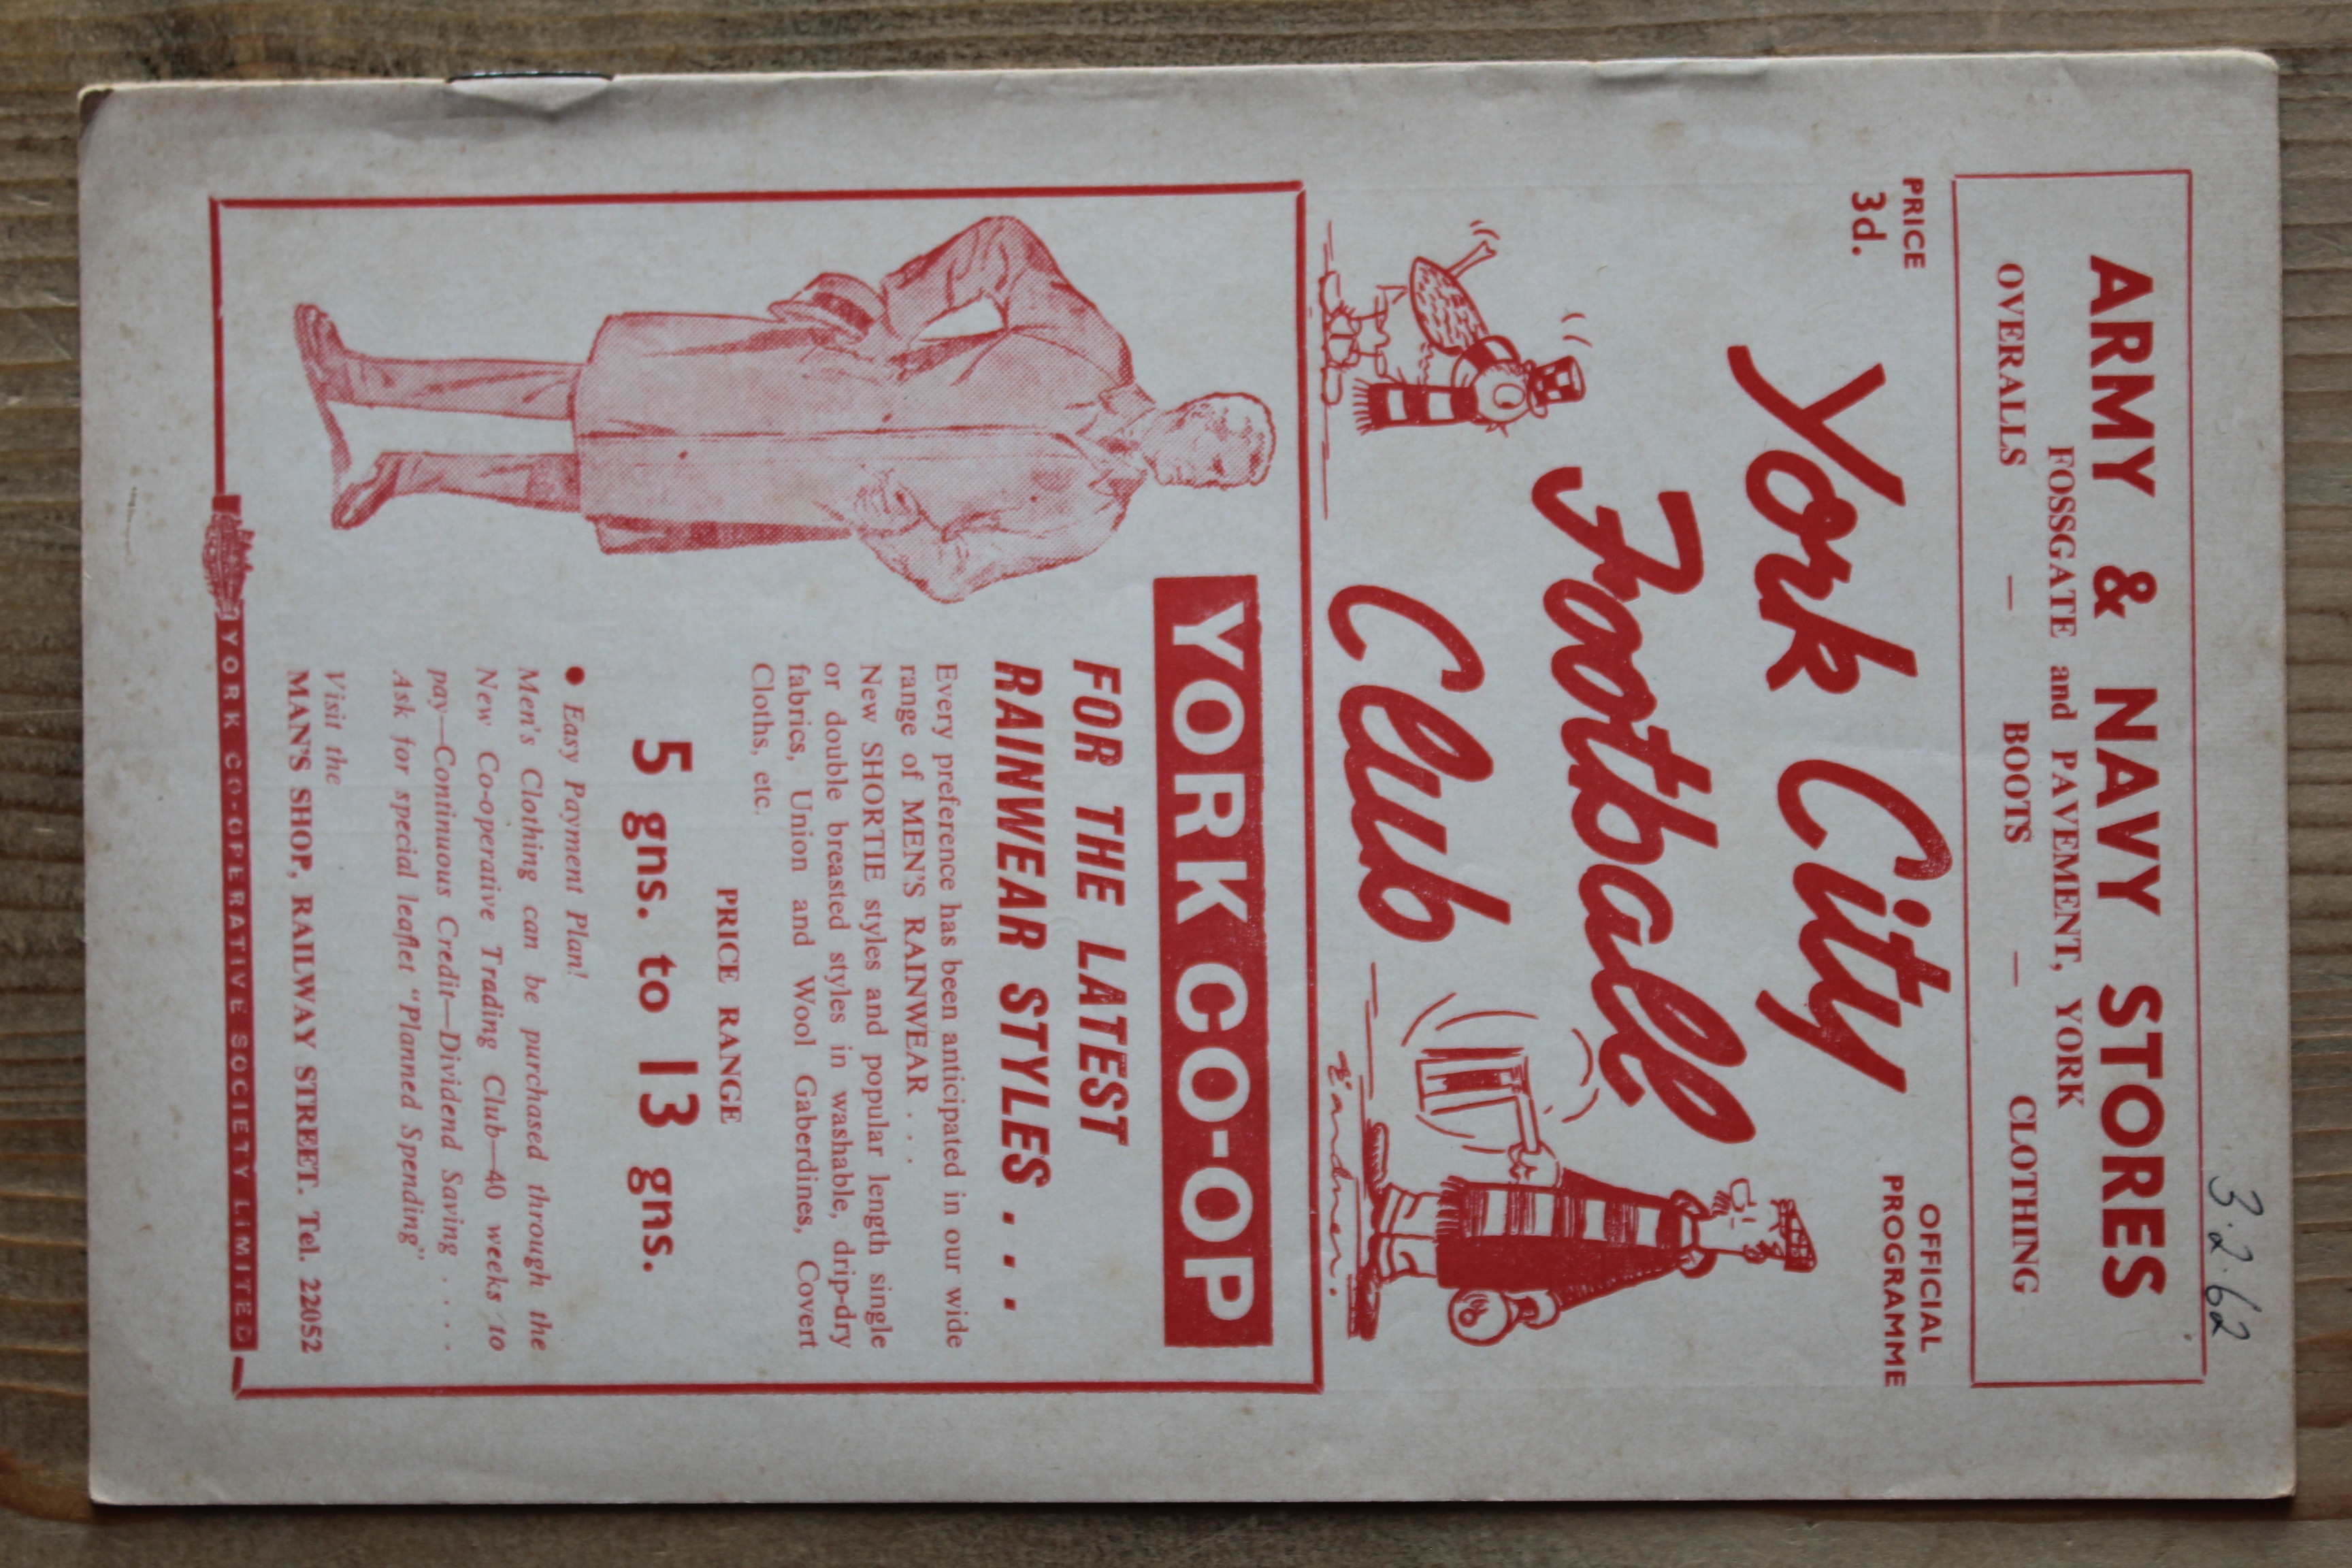 3.2.62
ARMY & NAVY STORES
FOSSGATE and PAVEMENT, YORK
OVERALLS — BOOTS — CLOTHING
PRICE
3d.
OFFICIAL
PROGRAMME
York City
Football
Club
YORK CO-OP
FOR THE LATEST
RAINWEAR STYLES . . .
Every preference has been anticipated in our wide
range of MEN'S RAINWEAR . . .
New SHORTIE styles and popular length single
or double breasted styles in washable, drip-dry
fabrics, Union and Wool Gaberdines, Covert
Cloths, etc.
PRICE RANGE
5 gns. to 13 gns.
● Easy Payment Plan!
Men's Clothing can be purchased through the
New Co-operative Trading Club—40 weeks to
pay—Continuous Credit—Dividend Saving . . . .
Ask for special leaflet "Planned Spending"
Visit the
MAN'S SHOP, RAILWAY STREET. Tel. 22052
YORK CO-OPERATIVE SOCIETY LIMITED